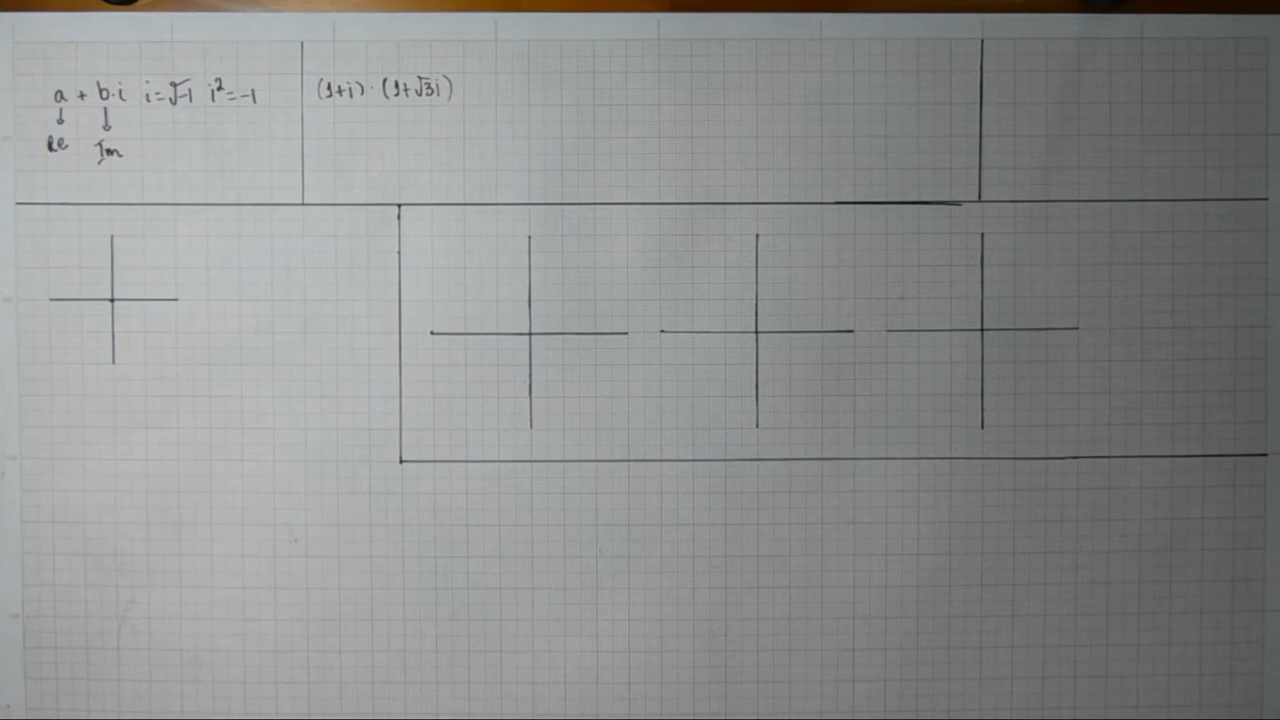 a + b·i i=√-1 i²=-1
Re Im
(1+i)·(1+√3i)